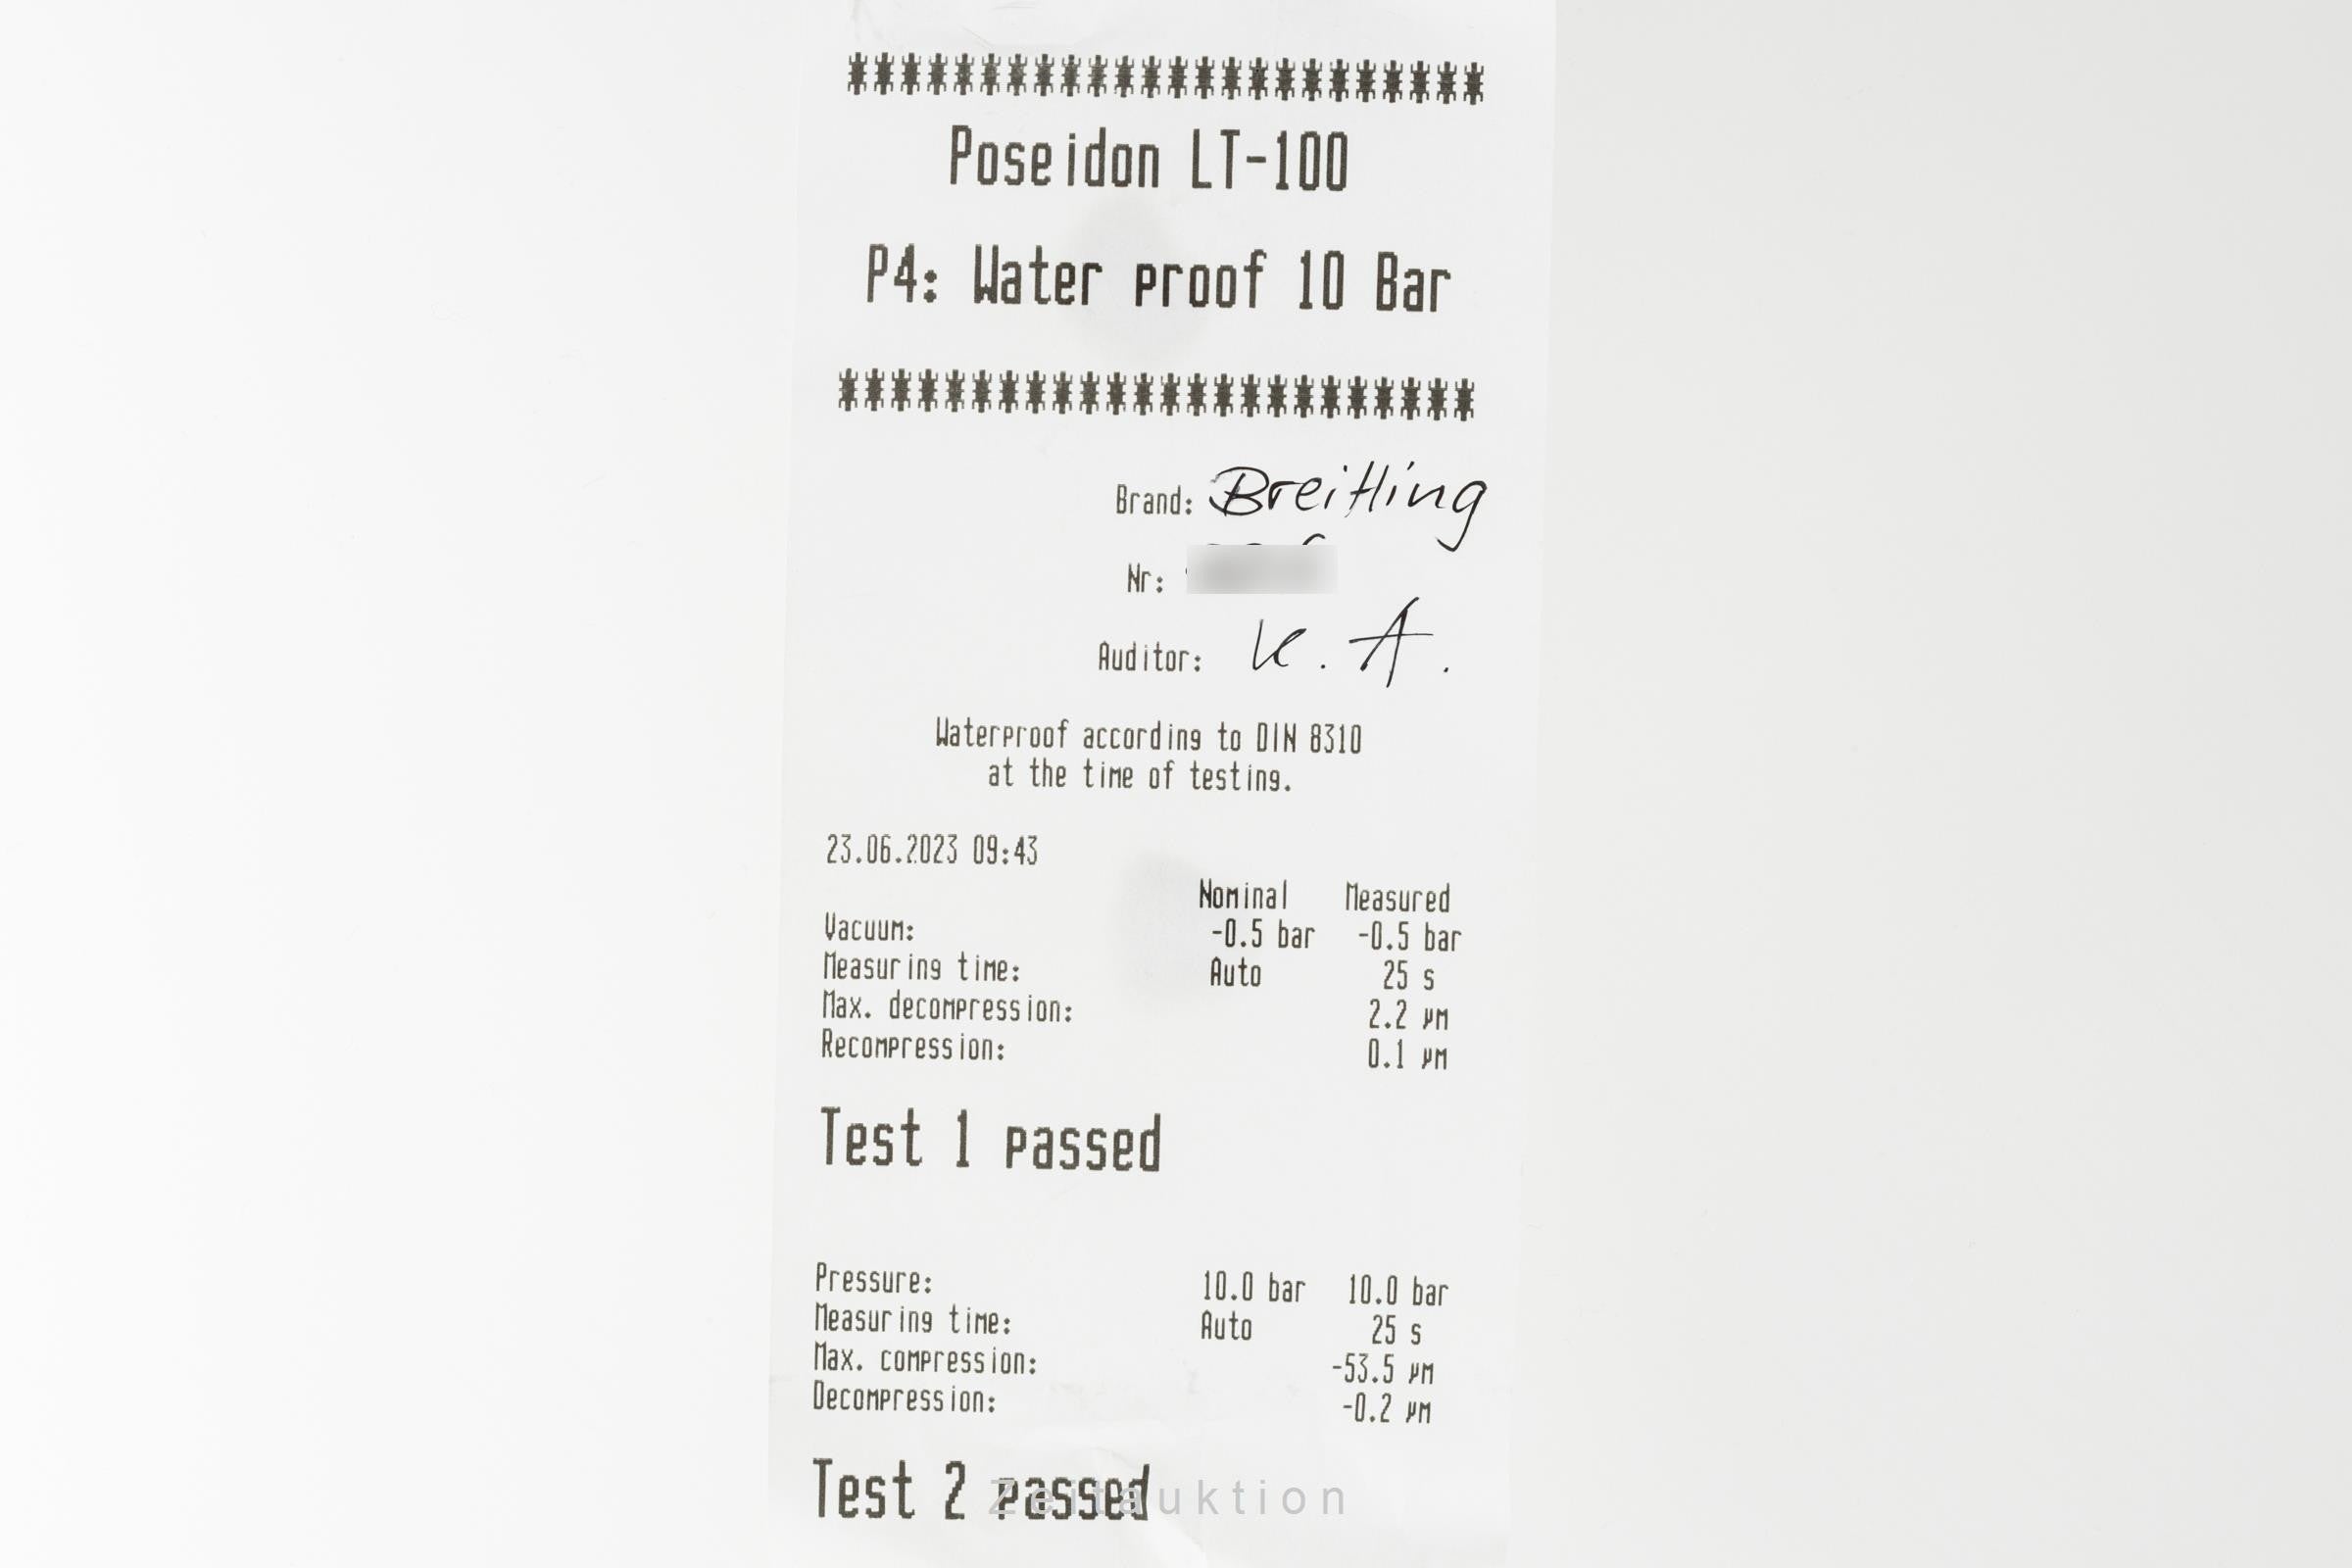 ************************
Poseidon LT-100
P4: Water proof 10 Bar
************************
Brand: Breitling
Nr:
Auditor: K. A.
Waterproof according to DIN 8310
at the time of testing.
23.06.2023 09:43
Nominal Measured
Vacuum: -0.5 bar -0.5 bar
Measuring time: Auto 25 s
Max. decompression: 2.2 µm
Recompression: 0.1 µm
Test 1 passed
Pressure: 10.0 bar 10.0 bar
Measuring time: Auto 25 s
Max. compression: -53.5 µm
Decompression: -0.2 µm
Test 2 passed
Zeitauktion